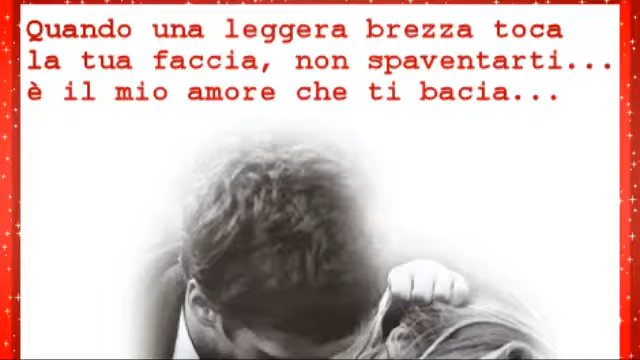 Quando una leggera brezza toca
la tua faccia, non spaventarti...
è il mio amore che ti bacia...